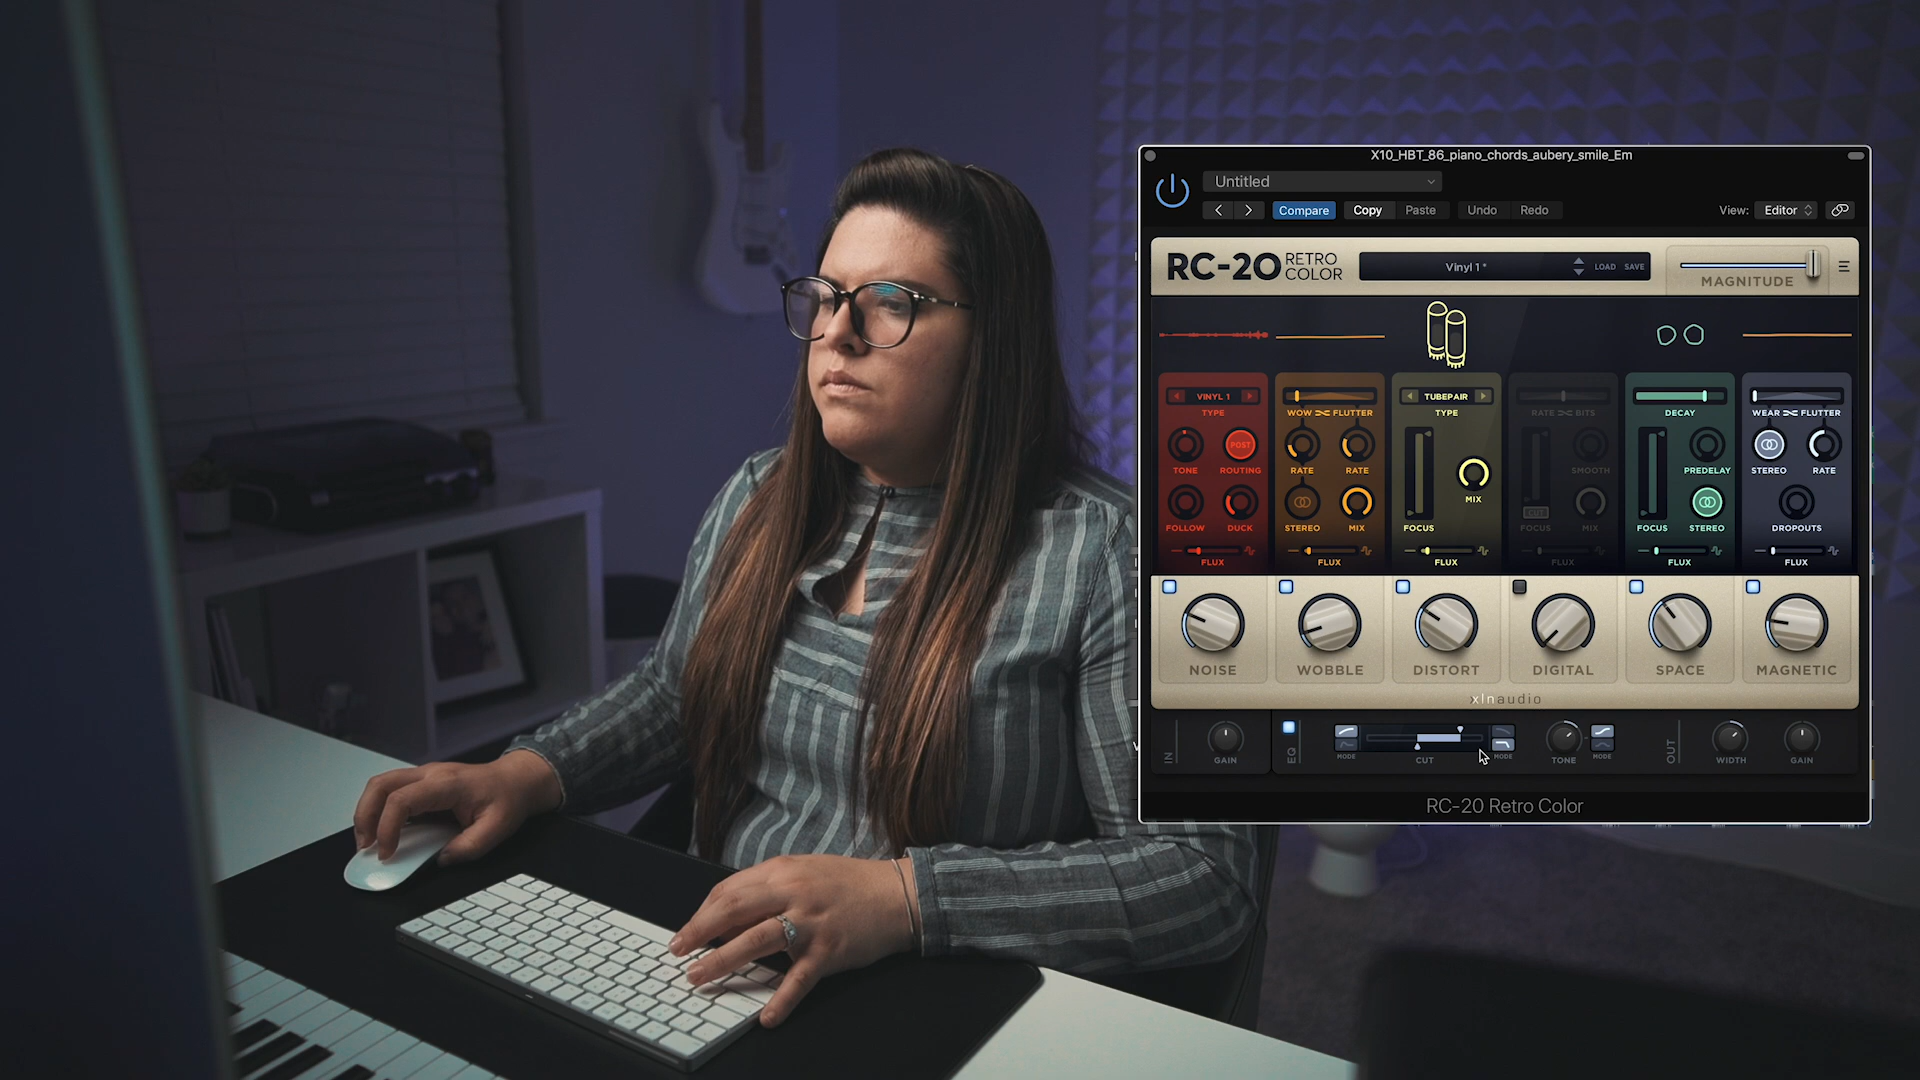 X10_HBT_86_piano_chords_aubery_smile_Em
Untitled
Compare Copy Paste Undo Redo View: Editor
RC-20 RETRO COLOR
Vinyl 1* LOAD SAVE
MAGNITUDE
VINYL 1
TYPE
TONE
POST
ROUTING
FOLLOW
DUCK
FLUX
WOW FLUTTER
RATE
RATE
STEREO
MIX
FLUX
TUBEPAIR
TYPE
MIX
FOCUS
FLUX
RATE BITS
SMOOTH
FOCUS
MIX
FLUX
DECAY
PREDELAY
FOCUS
STEREO
FLUX
WEAR FLUTTER
STEREO
RATE
DROPOUTS
FLUX
NOISE WOBBLE DISTORT DIGITAL SPACE MAGNETIC
xlnaudio
IN
GAIN
EQ
MODE
CUT
MODE
TONE
MODE
OUT
WIDTH
GAIN
RC-20 Retro Color